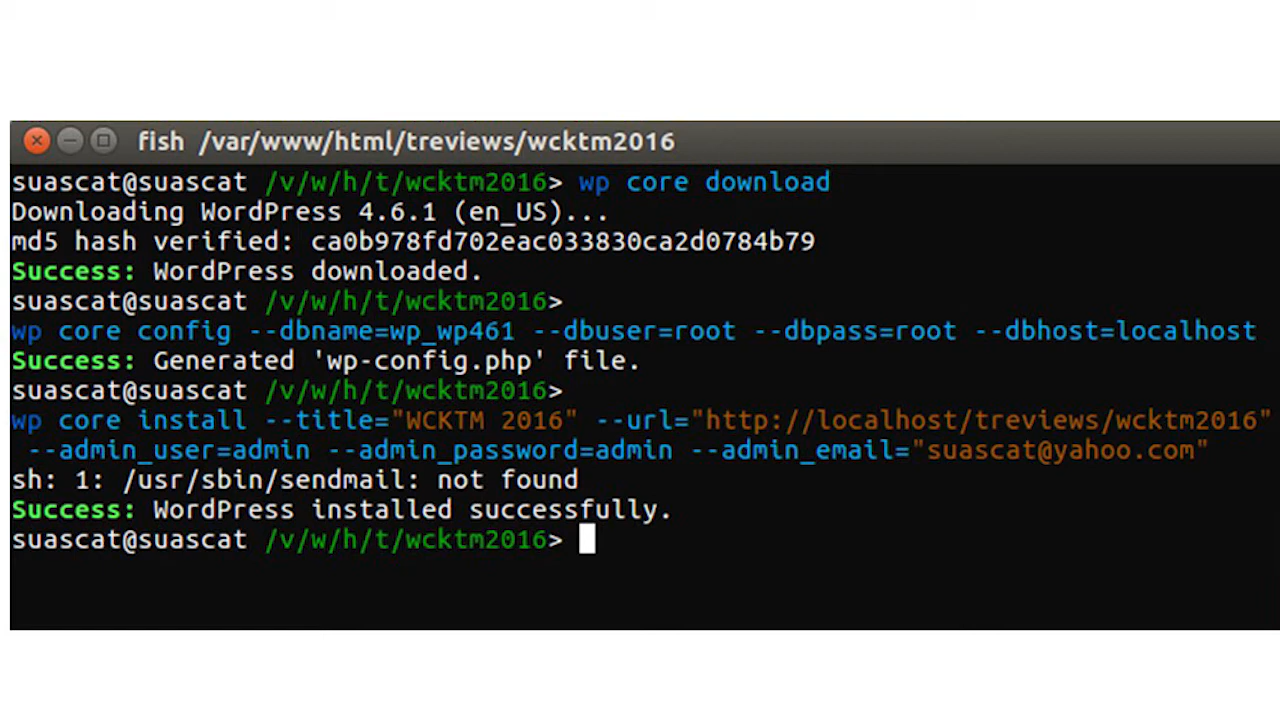 fish /var/www/html/treviews/wcktm2016
suascat@suascat /v/w/h/t/wcktm2016> wp core download
Downloading WordPress 4.6.1 (en_US)...
md5 hash verified: ca0b978fd702eac033830ca2d0784b79
Success: WordPress downloaded.
suascat@suascat /v/w/h/t/wcktm2016>
wp core config --dbname=wp_wp461 --dbuser=root --dbpass=root --dbhost=localhost
Success: Generated 'wp-config.php' file.
suascat@suascat /v/w/h/t/wcktm2016>
wp core install --title="WCKTM 2016" --url="http://localhost/treviews/wcktm2016"
--admin_user=admin --admin_password=admin --admin_email="suascat@yahoo.com"
sh: 1: /usr/sbin/sendmail: not found
Success: WordPress installed successfully.
suascat@suascat /v/w/h/t/wcktm2016>